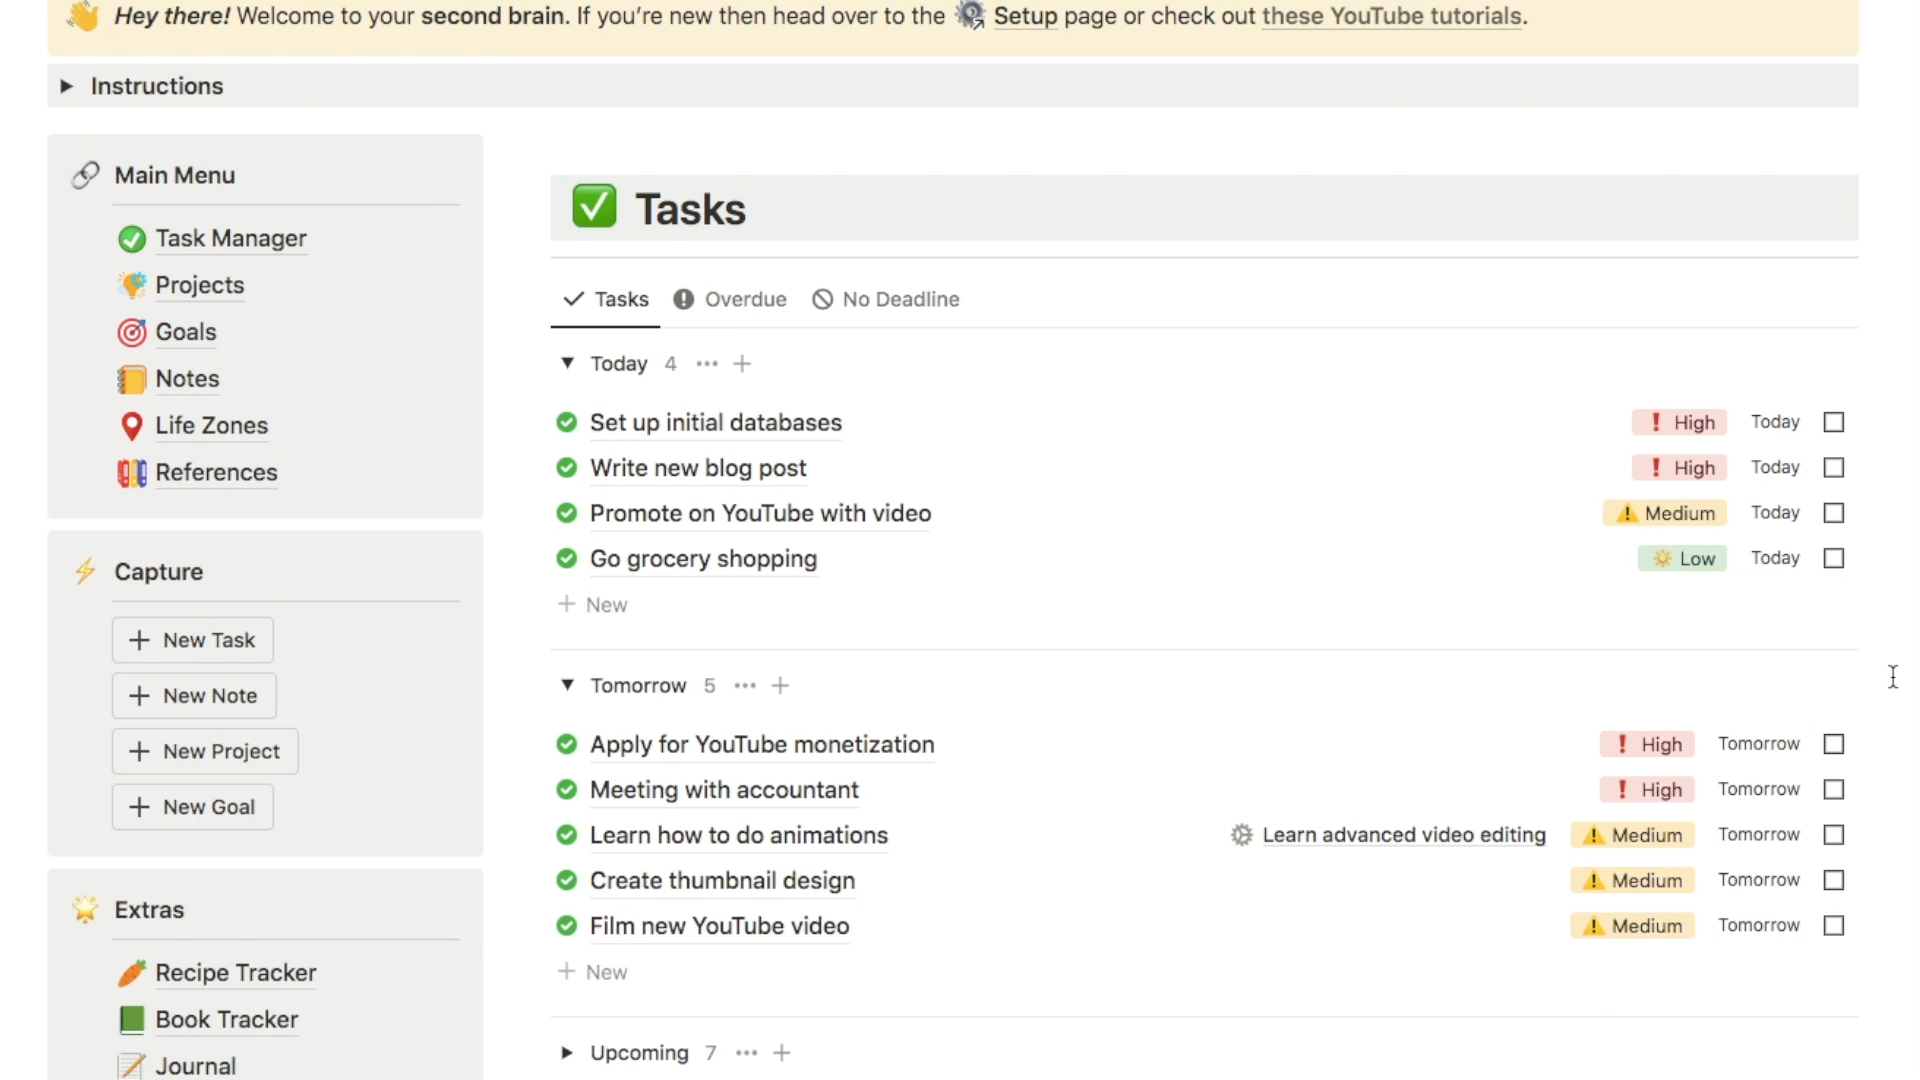 Hey there! Welcome to your second brain. If you’re new then head over to the Setup page or check out these YouTube tutorials.
Instructions
Main Menu
Task Manager
Projects
Goals
Notes
Life Zones
References
Capture
New Task
New Note
New Project
New Goal
Extras
Recipe Tracker
Book Tracker
Journal
Tasks
Tasks Overdue No Deadline
Today 4
Set up initial databases High Today
Write new blog post High Today
Promote on YouTube with video Medium Today
Go grocery shopping Low Today
New
Tomorrow 5
Apply for YouTube monetization High Tomorrow
Meeting with accountant High Tomorrow
Learn how to do animations Learn advanced video editing Medium Tomorrow
Create thumbnail design Medium Tomorrow
Film new YouTube video Medium Tomorrow
New
Upcoming 7